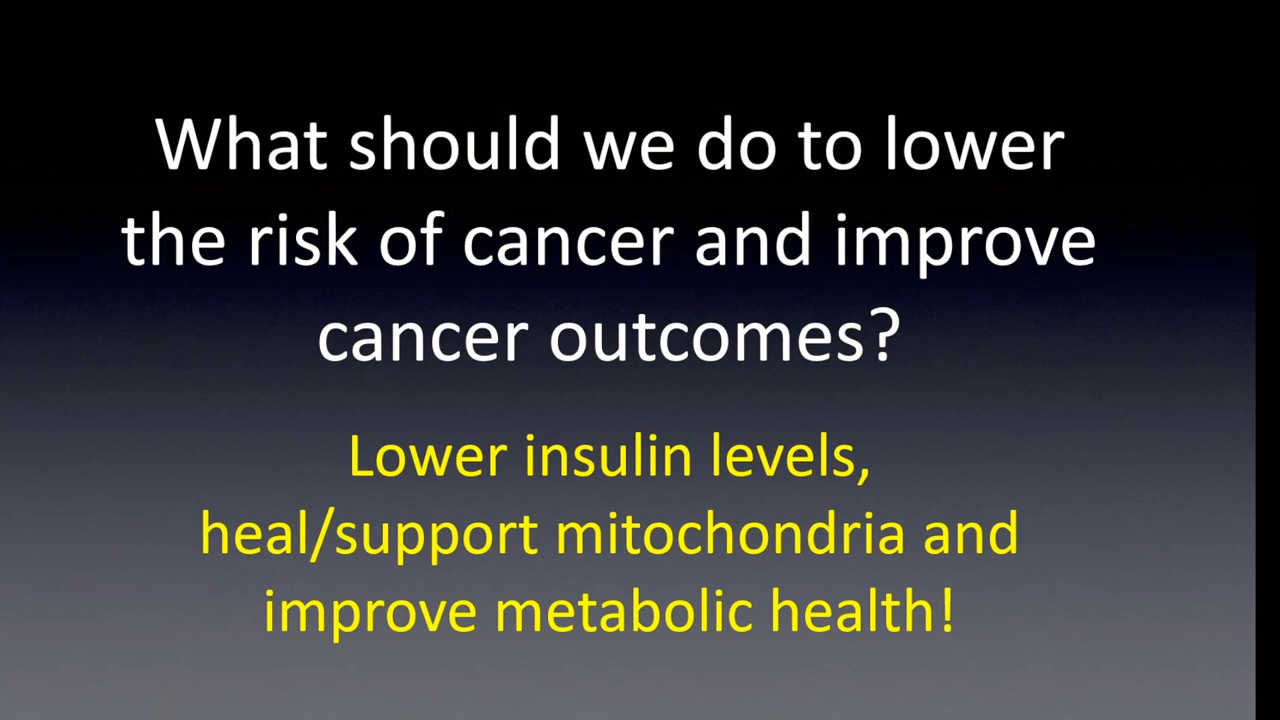 What should we do to lower
the risk of cancer and improve
cancer outcomes?
Lower insulin levels,
heal/support mitochondria and
improve metabolic health!